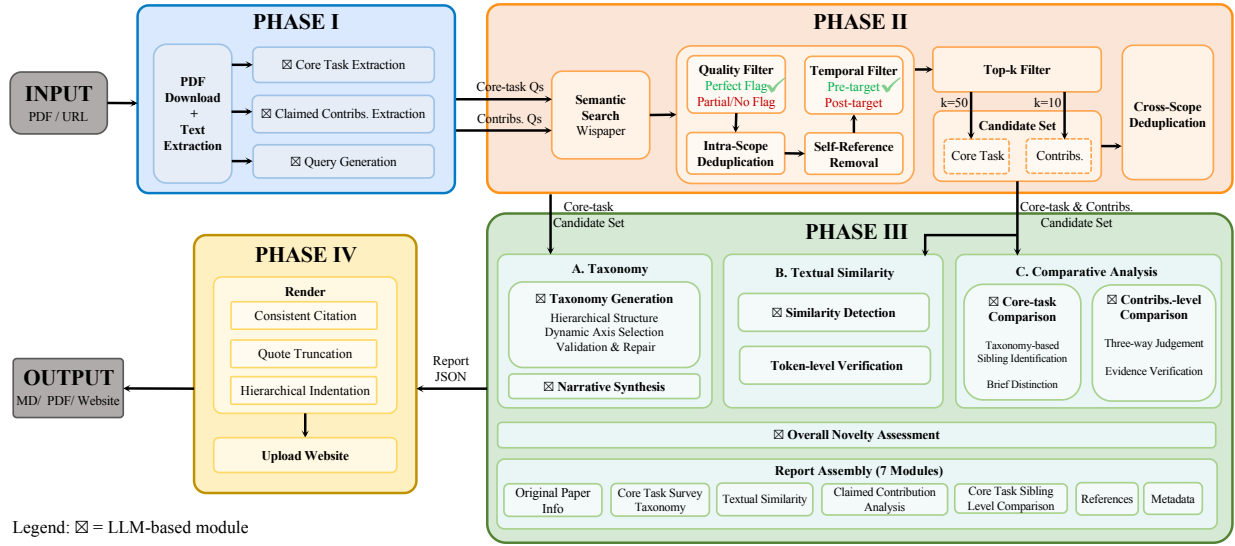 INPUT
PDF / URL
PHASE I
PDF
Download
+
Text
Extraction
☒ Core Task Extraction
☒ Claimed Contribs. Extraction
☒ Query Generation
Core-task Qs
Contribs. Qs
PHASE II
Semantic
Search
Wispaper
Quality Filter
Perfect Flag
Partial/No Flag
Intra-Scope
Deduplication
Self-Reference
Removal
Temporal Filter
Pre-target
Post-target
Top-k Filter
k=50
k=10
Candidate Set
Core Task
Contribs.
Cross-Scope
Deduplication
Core-task
Candidate Set
Core-task & Contribs.
Candidate Set
PHASE III
A. Taxonomy
☒ Taxonomy Generation
Hierarchical Structure
Dynamic Axis Selection
Validation & Repair
☒ Narrative Synthesis
B. Textual Similarity
☒ Similarity Detection
Token-level Verification
C. Comparative Analysis
☒ Core-task
Comparison
Taxonomy-based
Sibling Identification
Brief Distinction
☒ Contribs.-level
Comparison
Three-way Judgement
Evidence Verification
☒ Overall Novelty Assessment
Report Assembly (7 Modules)
Original Paper
Info
Core Task Survey
Taxonomy
Textual Similarity
Claimed Contribution
Analysis
Core Task Sibling
Level Comparison
References
Metadata
Report
JSON
PHASE IV
Render
Consistent Citation
Quote Truncation
Hierarchical Indentation
Upload Website
OUTPUT
MD/ PDF/ Website
Legend: ☒ = LLM-based module